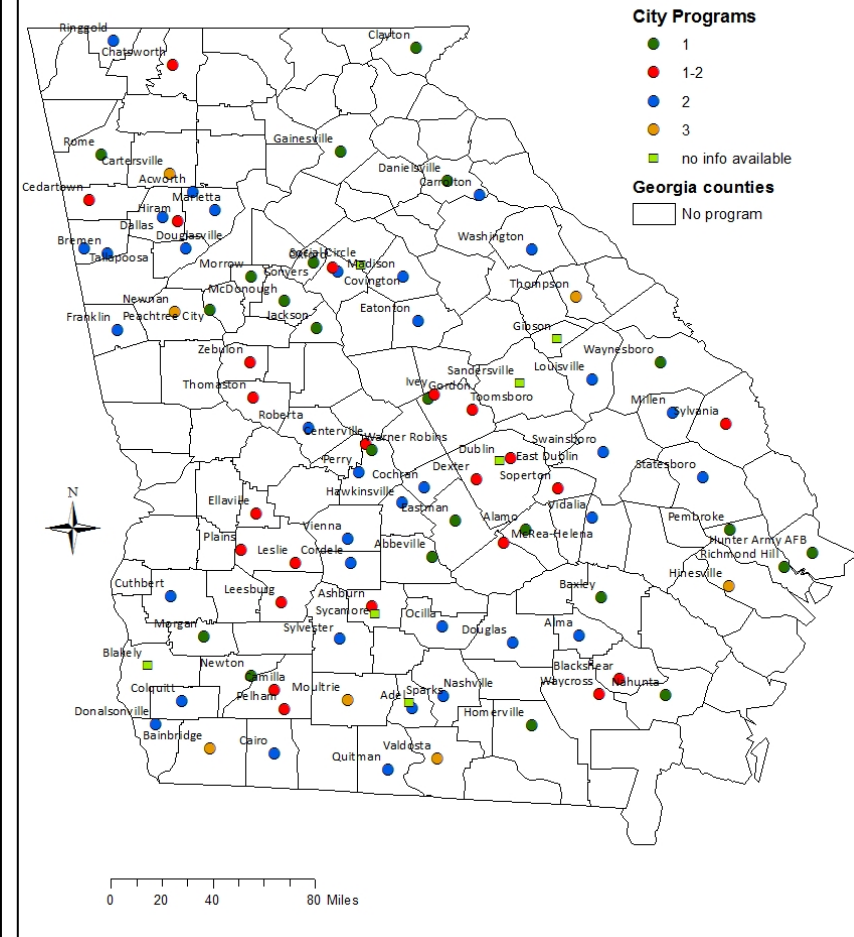 City Programs
1
1-2
2
3
no info available
Georgia counties
No program
Ringgold
Clayton
Chatsworth
Rome
Gainesville
Cartersville
Danielsville
Acworth
Carrolton
Cedartown
Marietta
Hiram
Dallas
Washington
Douglasville
Bremen
Tallapoosa
Social Circle
Oxford
Morrow
Conyers
Madison
Covington
Thompson
McDonough
Newnan
Eatonton
Franklin
Peachtree City
Jackson
Gibson
Zebulon
Waynesboro
Sandersville
Louisville
Thomaston
Ivey
Gordon
Toomsboro
Millen
Sylvania
Roberta
Centerville
Warner Robins
Swainsboro
Dublin
East Dublin
Perry
Dexter
Statesboro
Cochran
Soperton
Hawkinsville
Ellaville
Eastman
Vidalia
Alamo
Pembroke
Vienna
McRea-Helena
Plains
Leslie
Cordele
Abbeville
Hunter Army AFB
Richmond Hill
Hinesville
Cuthbert
Leesburg
Ashburn
Baxley
Sycamore
Ocilla
Morgan
Sylvester
Douglas
Alma
Blakely
Newton
Blackshear
Camilla
Waycross
Nahunta
Colquitt
Pelham
Moultrie
Adel
Sparks
Nashville
Donalsonville
Homerville
Bainbridge
Cairo
Valdosta
Quitman
N
0 20 40 80 Miles